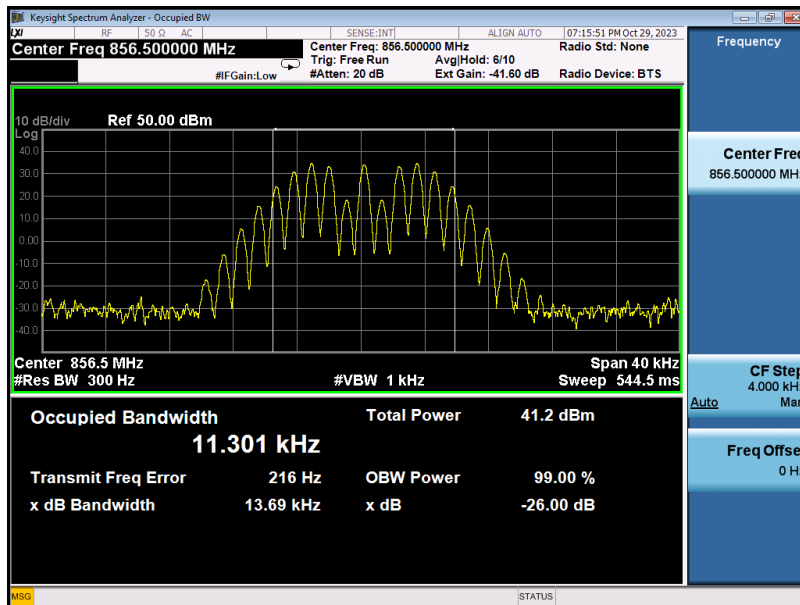 Keysight Spectrum Analyzer - Occupied BW
LXI RF 50 Ω AC SENSE:INT ALIGN AUTO 07:15:51 PM Oct 29, 2023
Center Freq 856.500000 MHz
Center Freq: 856.500000 MHz Radio Std: None
Trig: Free Run Avg|Hold: 6/10
#IFGain:Low #Atten: 20 dB Ext Gain: -41.60 dB Radio Device: BTS
10 dB/div Ref 50.00 dBm
Log
40.0
30.0
20.0
10.0
0.00
-10.0
-20.0
-30.0
-40.0
Center 856.5 MHz Span 40 kHz
#Res BW 300 Hz #VBW 1 kHz Sweep 544.5 ms
Occupied Bandwidth Total Power 41.2 dBm
11.301 kHz
Transmit Freq Error 216 Hz OBW Power 99.00 %
x dB Bandwidth 13.69 kHz x dB -26.00 dB
MSG STATUS
Frequency
Center Freq
856.500000 MHz
CF Step
4.000 kHz
Auto Man
Freq Offse
0 Hz